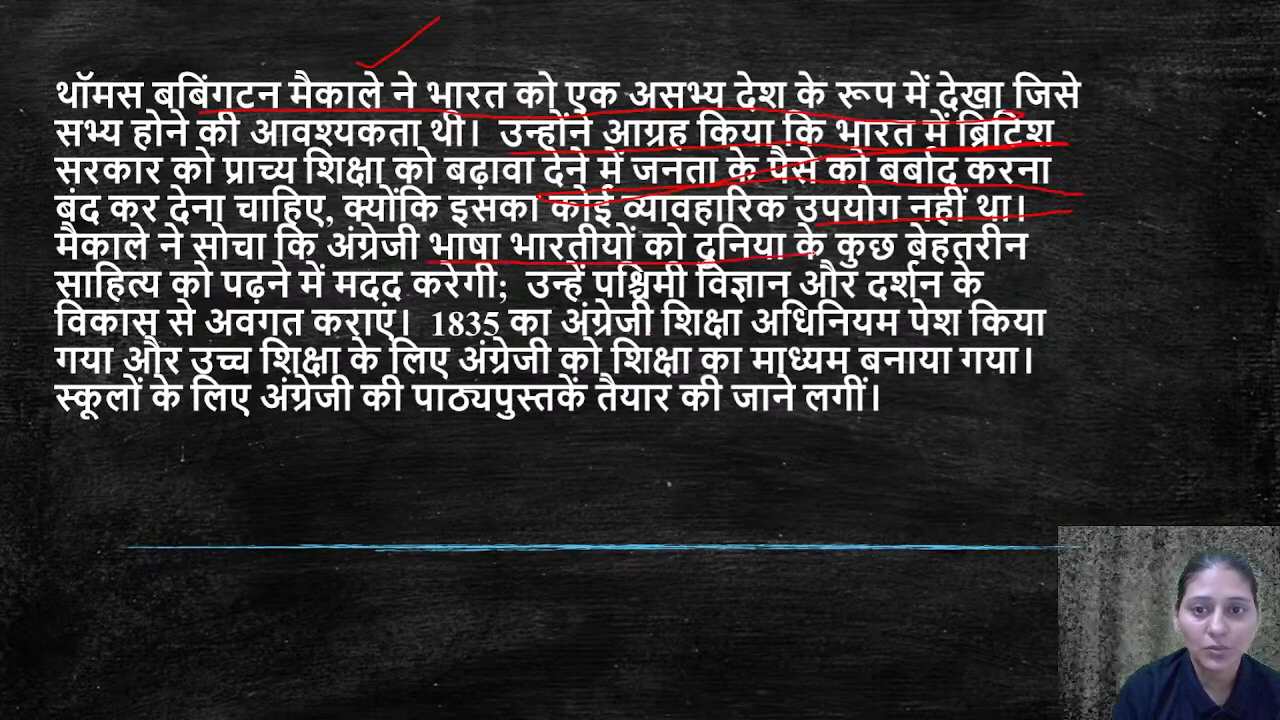 थॉमस बबिंगटन मैकाले ने भारत को एक असभ्य देश के रूप में देखा जिसे
सभ्य होने की आवश्यकता थी। उन्होंने आग्रह किया कि भारत में ब्रिटिश
सरकार को प्राच्य शिक्षा को बढ़ावा देने में जनता के पैसे को बर्बाद करना
बंद कर देना चाहिए, क्योंकि इसका कोई व्यावहारिक उपयोग नहीं था।
मैकाले ने सोचा कि अंग्रेजी भाषा भारतीयों को दुनिया के कुछ बेहतरीन
साहित्य को पढ़ने में मदद करेगी; उन्हें पश्चिमी विज्ञान और दर्शन के
विकास से अवगत कराएं। 1835 का अंग्रेजी शिक्षा अधिनियम पेश किया
गया और उच्च शिक्षा के लिए अंग्रेजी को शिक्षा का माध्यम बनाया गया।
स्कूलों के लिए अंग्रेजी की पाठ्यपुस्तकें तैयार की जाने लगीं।